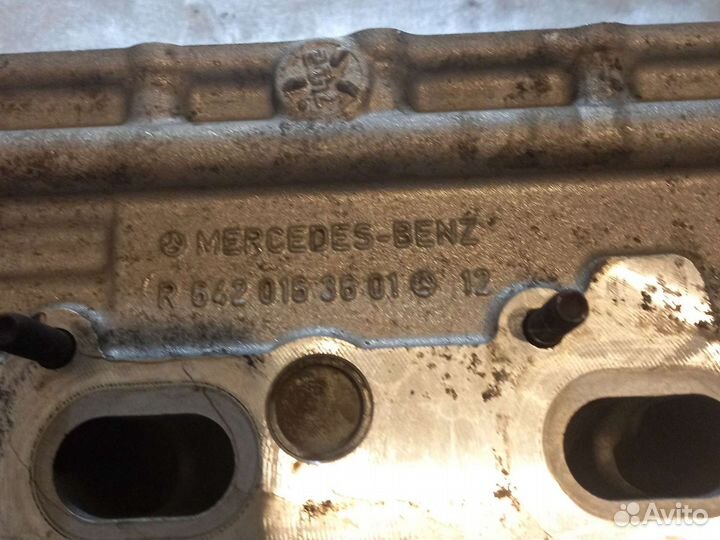 MERCEDES-BENZ
R 642 016 36 01 12
Avito